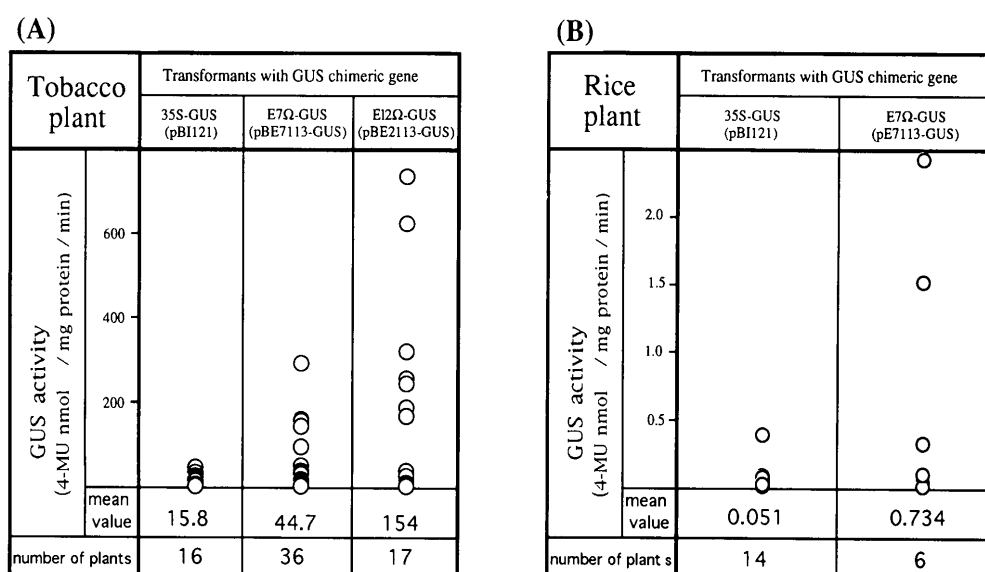 (A)
Tobacco plant
Transformants with GUS chimeric gene
35S-GUS
(pBI121)
E7Ω-GUS
(pBE7113-GUS)
El2Ω-GUS
(pBE2113-GUS)
GUS activity
(4-MU nmol / mg protein / min)
600
400
200
mean value
15.8
44.7
154
number of plants
16
36
17
(B)
Rice plant
Transformants with GUS chimeric gene
35S-GUS
(pBI121)
E7Ω-GUS
(pE7113-GUS)
GUS activity
(4-MU nmol / mg protein / min)
2.0
1.5
1.0
0.5
mean value
0.051
0.734
number of plant s
14
6